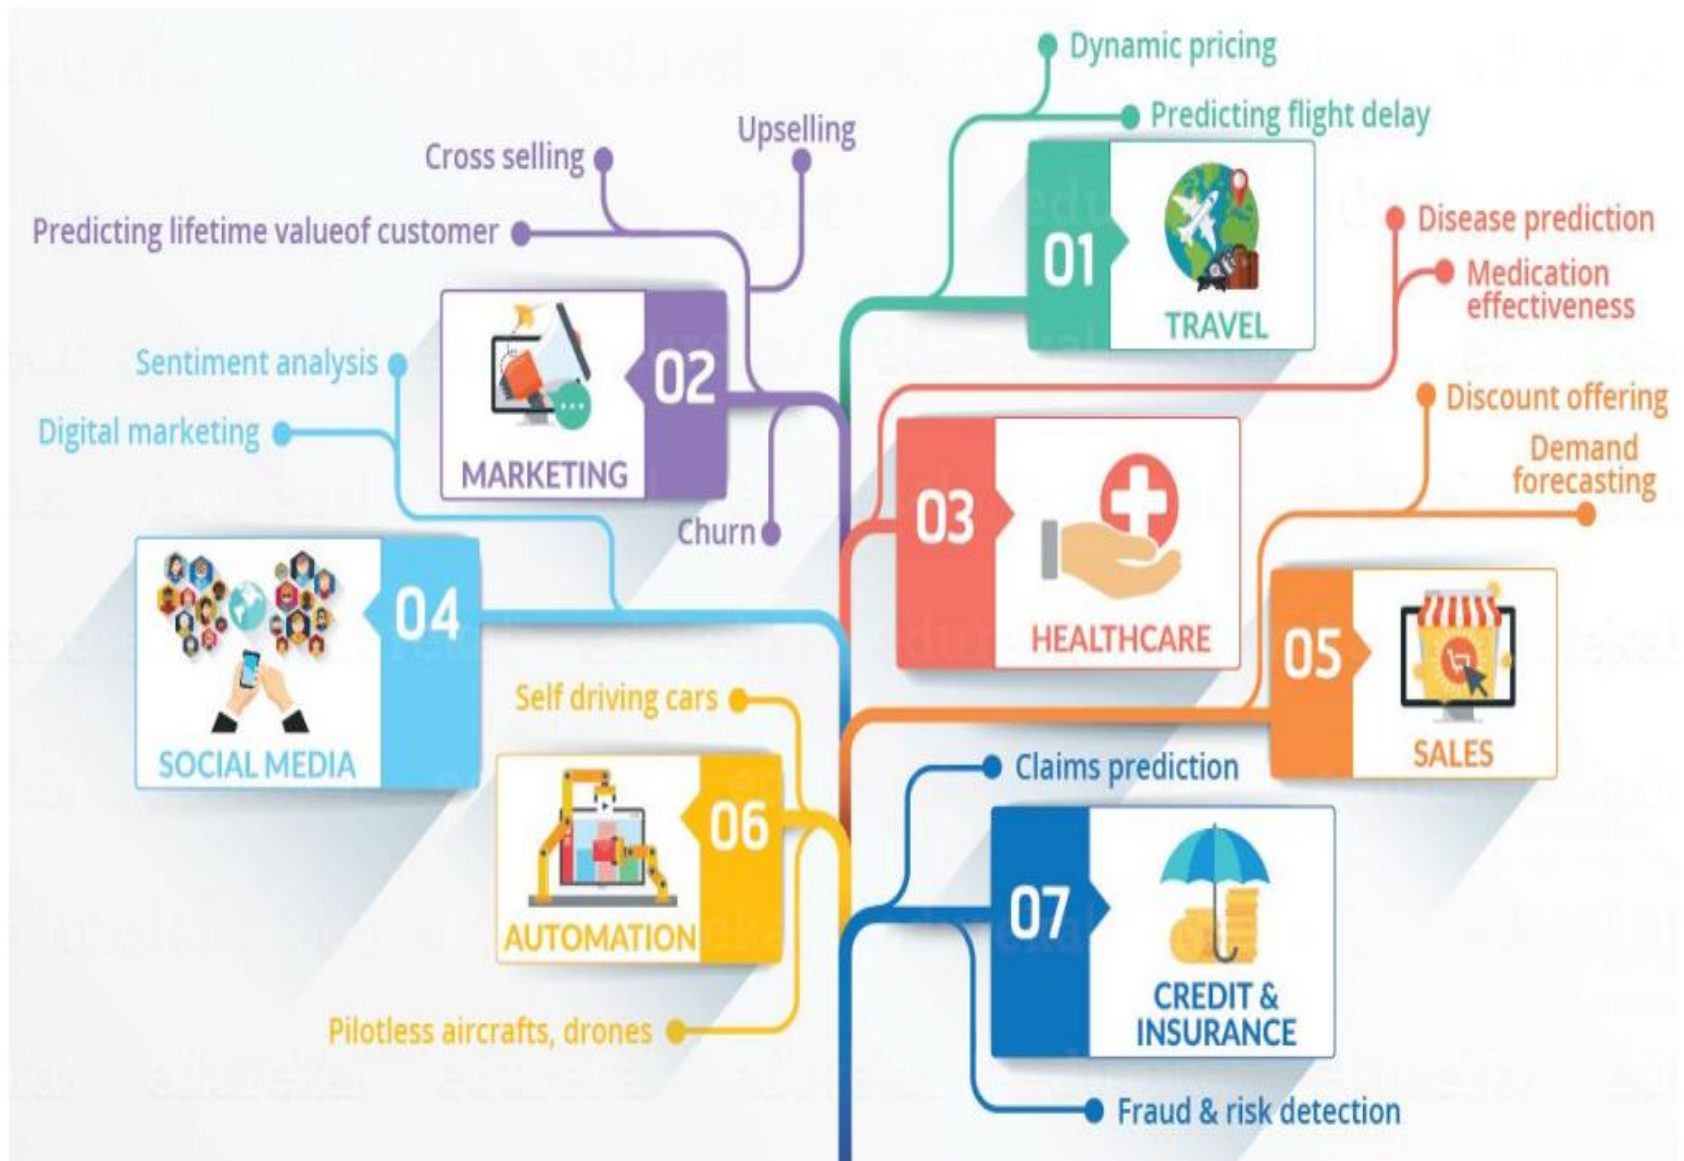 Dynamic pricing
Predicting flight delay
01
TRAVEL
Upselling
Cross selling
Predicting lifetime valueof customer
02
MARKETING
Churn
Disease prediction
Medication
effectiveness
03
HEALTHCARE
Sentiment analysis
Digital marketing
04
SOCIAL MEDIA
Discount offering
Demand
forecasting
05
SALES
Self driving cars
06
AUTOMATION
Pilotless aircrafts, drones
Claims prediction
07
CREDIT &
INSURANCE
Fraud & risk detection